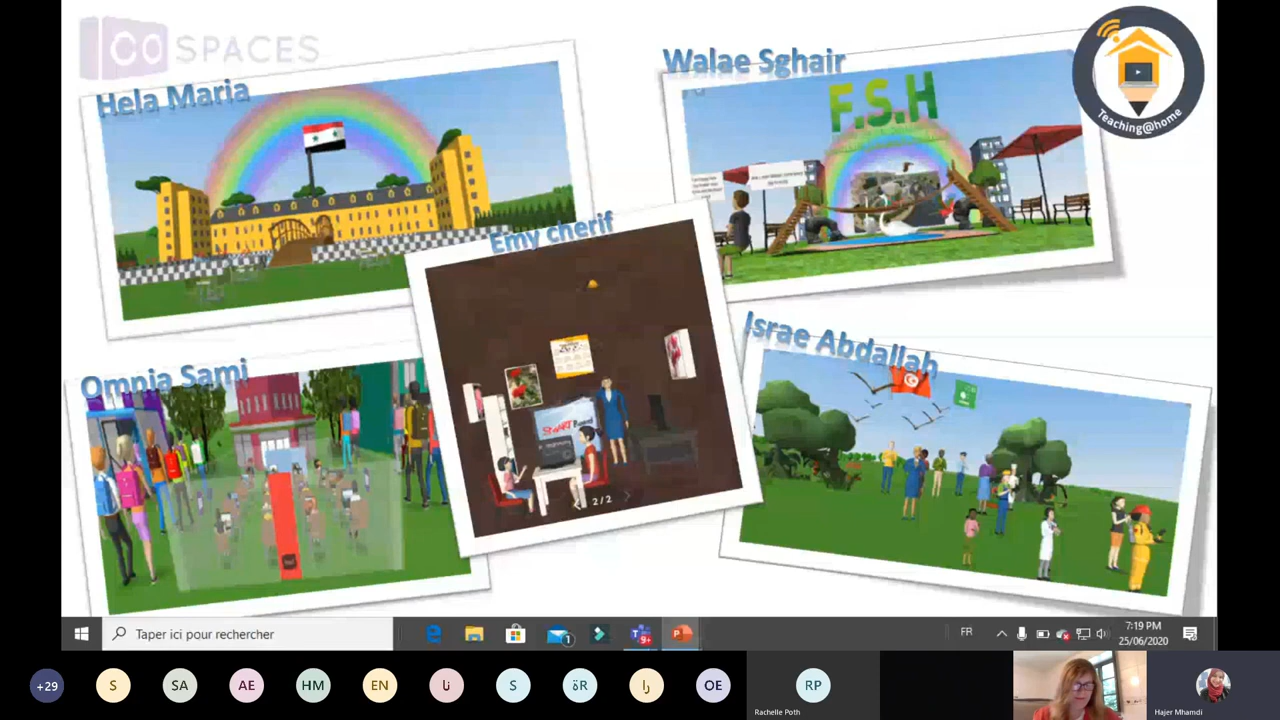 CO SPACES
Hela Maria
Walae Sghair
F.S.H
Teaching@home
Emy cherif
Omnia Sami
Israe Abdallah
2/2
Taper ici pour rechercher
1
9+
FR
7:19 PM
25/06/2020
+29
S
SA
AE
HM
EN
S
OE
RP
Rachelle Poth
Hajer Mhamdi